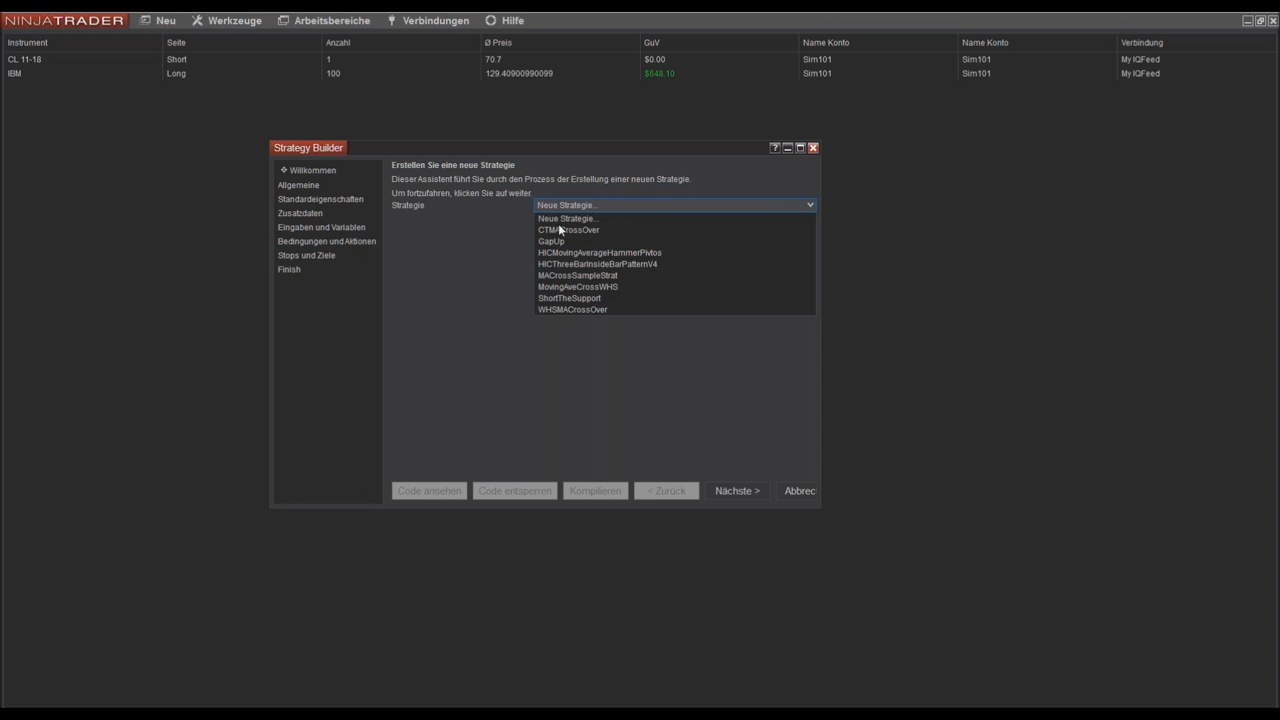 NINJATRADER Neu Werkzeuge Arbeitsbereiche Verbindungen Hilfe
Instrument Seite Anzahl Ø Preis GuV Name Konto Name Konto Verbindung
CL 11-18 Short 1 70.7 $0.00 Sim101 Sim101 My IQFeed
IBM Long 100 129.40900990099 $648.10 Sim101 Sim101 My IQFeed
Strategy Builder ?
Willkommen
Allgemeine
Standardeigenschaften
Zusatzdaten
Eingaben und Variablen
Bedingungen und Aktionen
Stops und Ziele
Finish
Erstellen Sie eine neue Strategie
Dieser Assistent führt Sie durch den Prozess der Erstellung einer neuen Strategie.
Um fortzufahren, klicken Sie auf weiter.
Strategie Neue Strategie...
Neue Strategie...
CTMACrossOver
GapUp
HICMovingAverageHammerPivtos
HICThreeBarInsideBarPatternV4
MACrossSampleStrat
MovingAveCrossWHS
ShortTheSupport
WHSMACrossOver
Code ansehen Code entsperren Kompilieren < Zurück Nächste > Abbrec